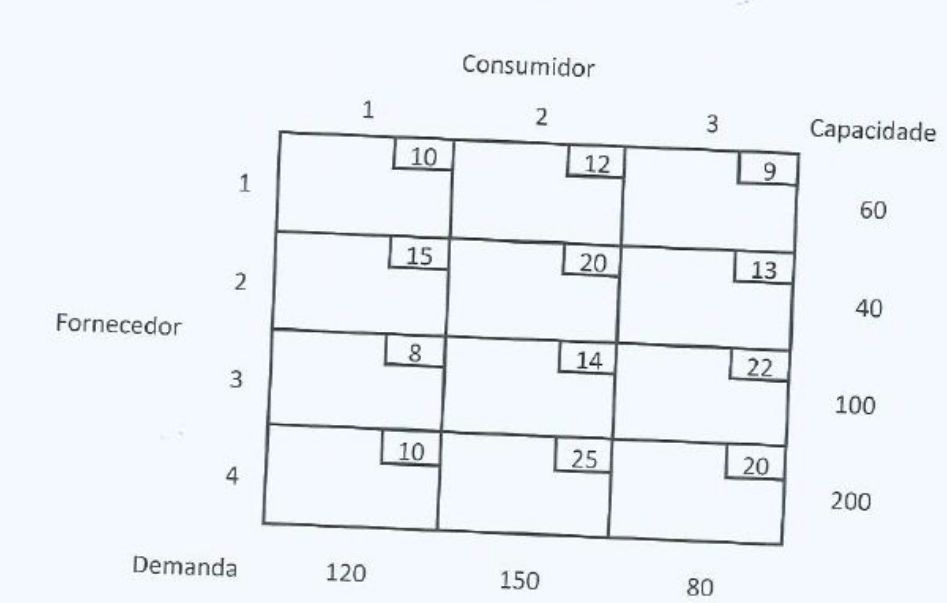 Consumidor
1 2 3 Capacidade
1 10 12 9 60
2 15 20 13 40
Fornecedor
3 8 14 22 100
4 10 25 20 200
Demanda 120 150 80